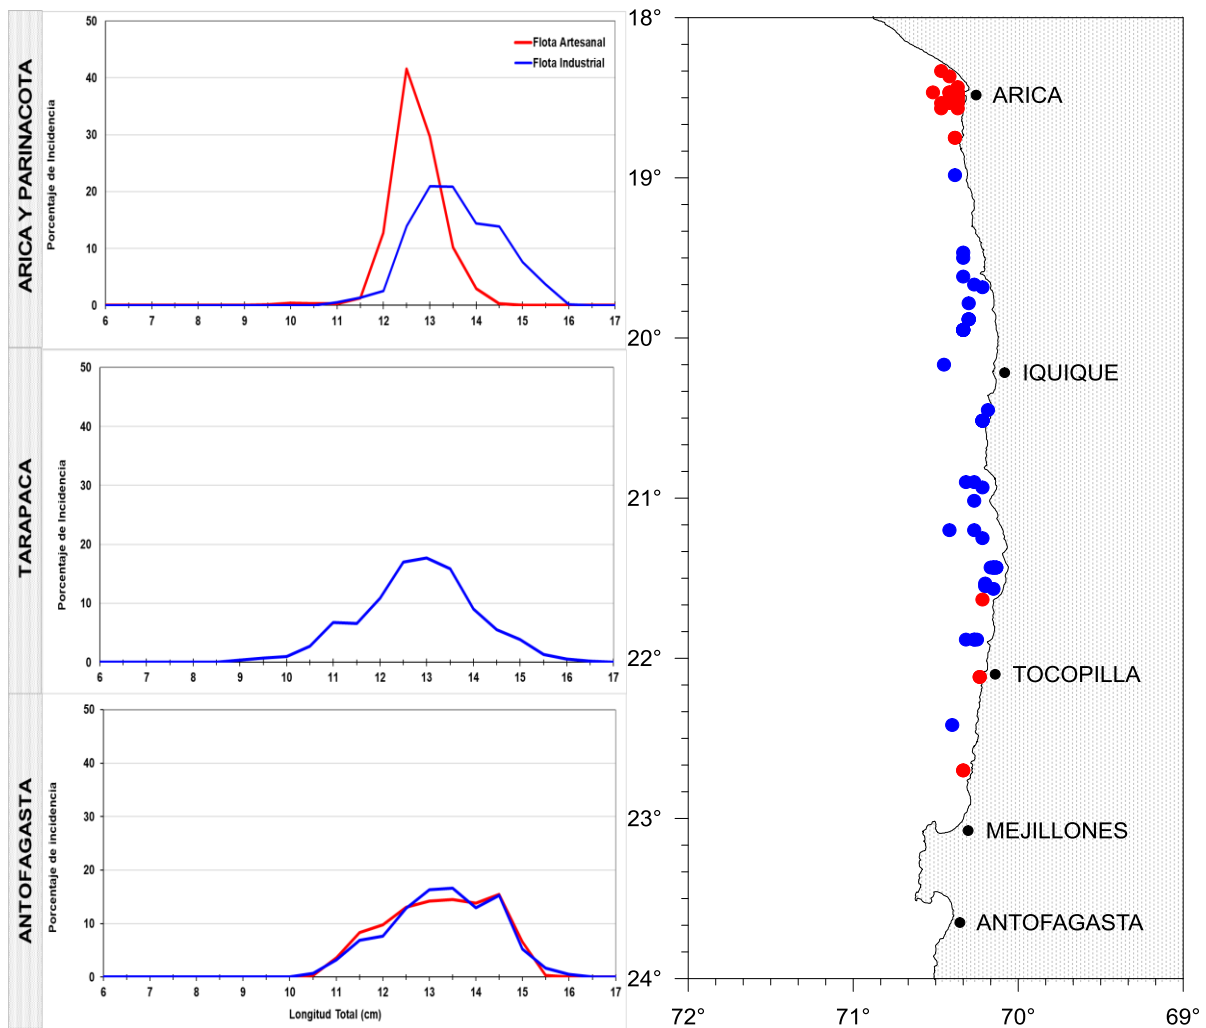 ARICA Y PARINACOTA
Porcentaje de Incidencia
50
40
30
20
10
0
Flota Artesanal
Flota Industrial
6 7 8 9 10 11 12 13 14 15 16 17
TARAPACA
Porcentaje de Incidencia
50
40
30
20
10
0
6 7 8 9 10 11 12 13 14 15 16 17
ANTOFAGASTA
Porcentaje de incidencia
50
40
30
20
10
0
6 7 8 9 10 11 12 13 14 15 16 17
Longitud Total (cm)
18°
ARICA
19°
20°
IQUIQUE
21°
22°
TOCOPILLA
23°
MEJILLONES
ANTOFAGASTA
24°
72° 71° 70° 69°